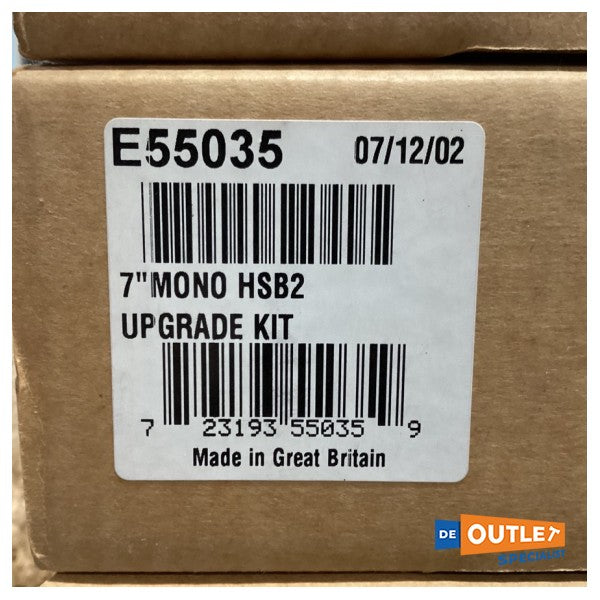 E55035 07/12/02
7" MONO HSB2
UPGRADE KIT
7 23193 55035 9
Made in Great Britain
DE OUTLET
SPECIALIST